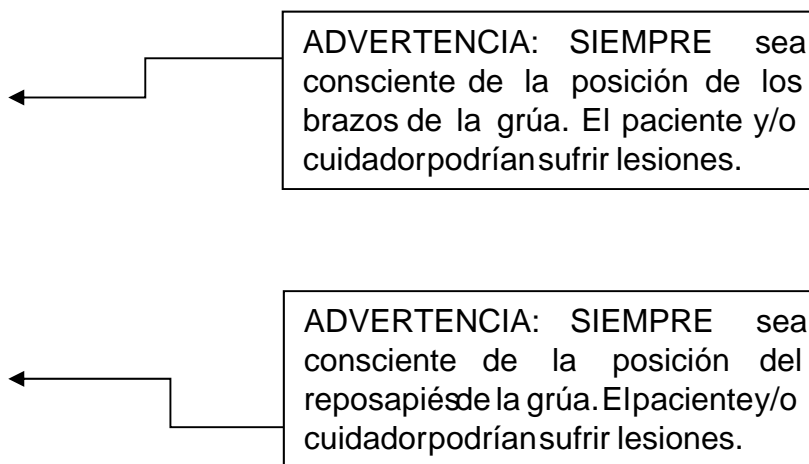 ADVERTENCIA: SIEMPRE sea
consciente de la posición de los
brazos de la grúa. El paciente y/o
cuidadorpodríansufrir lesiones.
ADVERTENCIA: SIEMPRE sea
consciente de la posición del
reposapiésde la grúa.Elpacientey/o
cuidadorpodríansufrir lesiones.